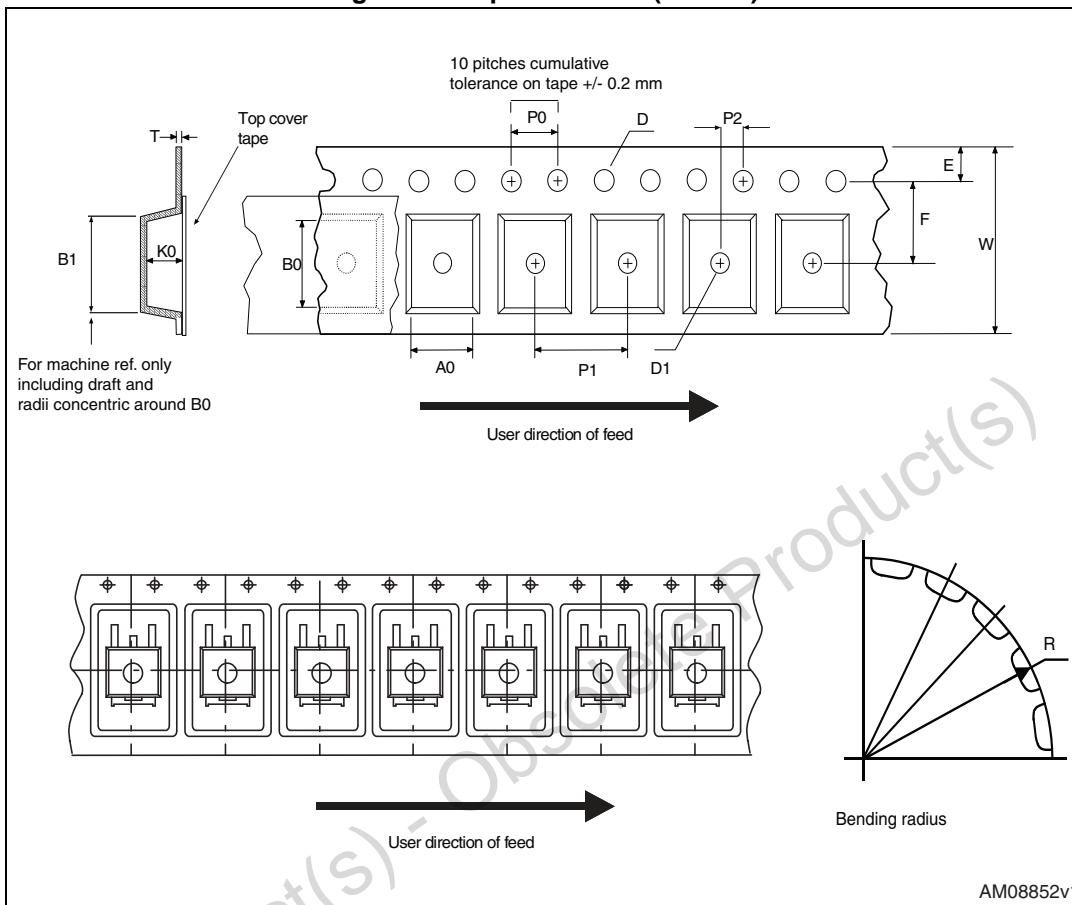 10 pitches cumulative
tolerance on tape +/- 0.2 mm
P0
D
P2
T
Top cover
tape
E
F
W
B1
K0
B0
For machine ref. only
including draft and
radii concentric around B0
A0
P1
D1
User direction of feed
R
User direction of feed
Bending radius
ct(s) - Obsolete Product(s)
AM08852v1